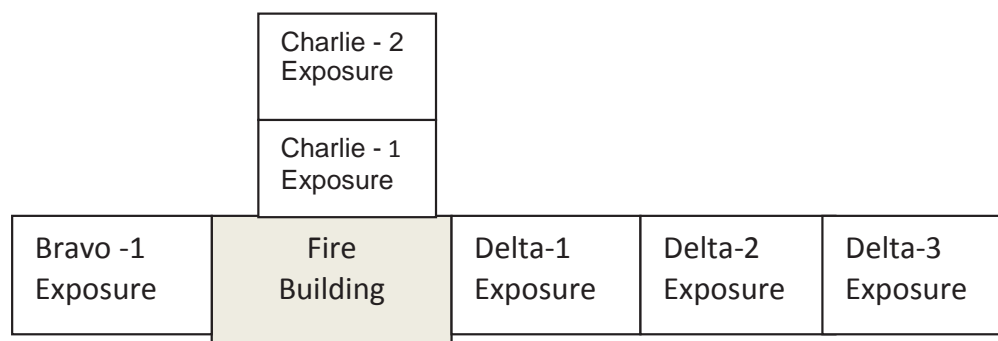 Charlie - 2
Exposure
Charlie - 1
Exposure
Bravo -1
Exposure
Fire
Building
Delta-1
Exposure
Delta-2
Exposure
Delta-3
Exposure